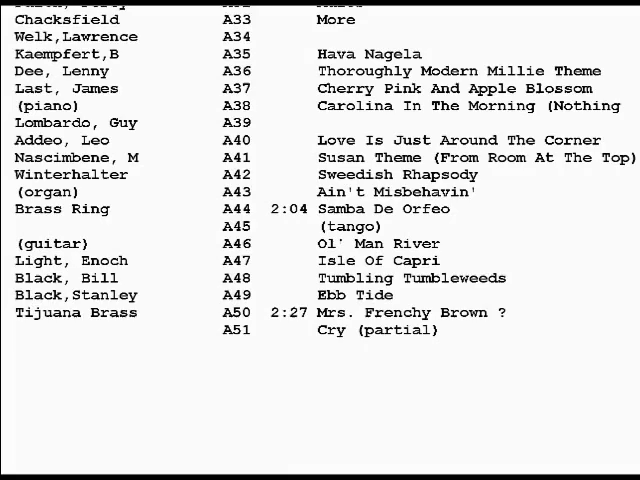 Chacksfield A33 More
Welk,Lawrence A34
Kaempfert,B A35 Hava Nagela
Dee, Lenny A36 Thoroughly Modern Millie Theme
Last, James A37 Cherry Pink And Apple Blossom
(piano) A38 Carolina In The Morning (Nothing
Lombardo, Guy A39
Addeo, Leo A40 Love Is Just Around The Corner
Nascimbene, M A41 Susan Theme (From Room At The Top)
Winterhalter A42 Sweedish Rhapsody
(organ) A43 Ain't Misbehavin'
Brass Ring A44 2:04 Samba De Orfeo
A45 (tango)
(guitar) A46 Ol' Man River
Light, Enoch A47 Isle Of Capri
Black, Bill A48 Tumbling Tumbleweeds
Black,Stanley A49 Ebb Tide
Tijuana Brass A50 2:27 Mrs. Frenchy Brown ?
A51 Cry (partial)